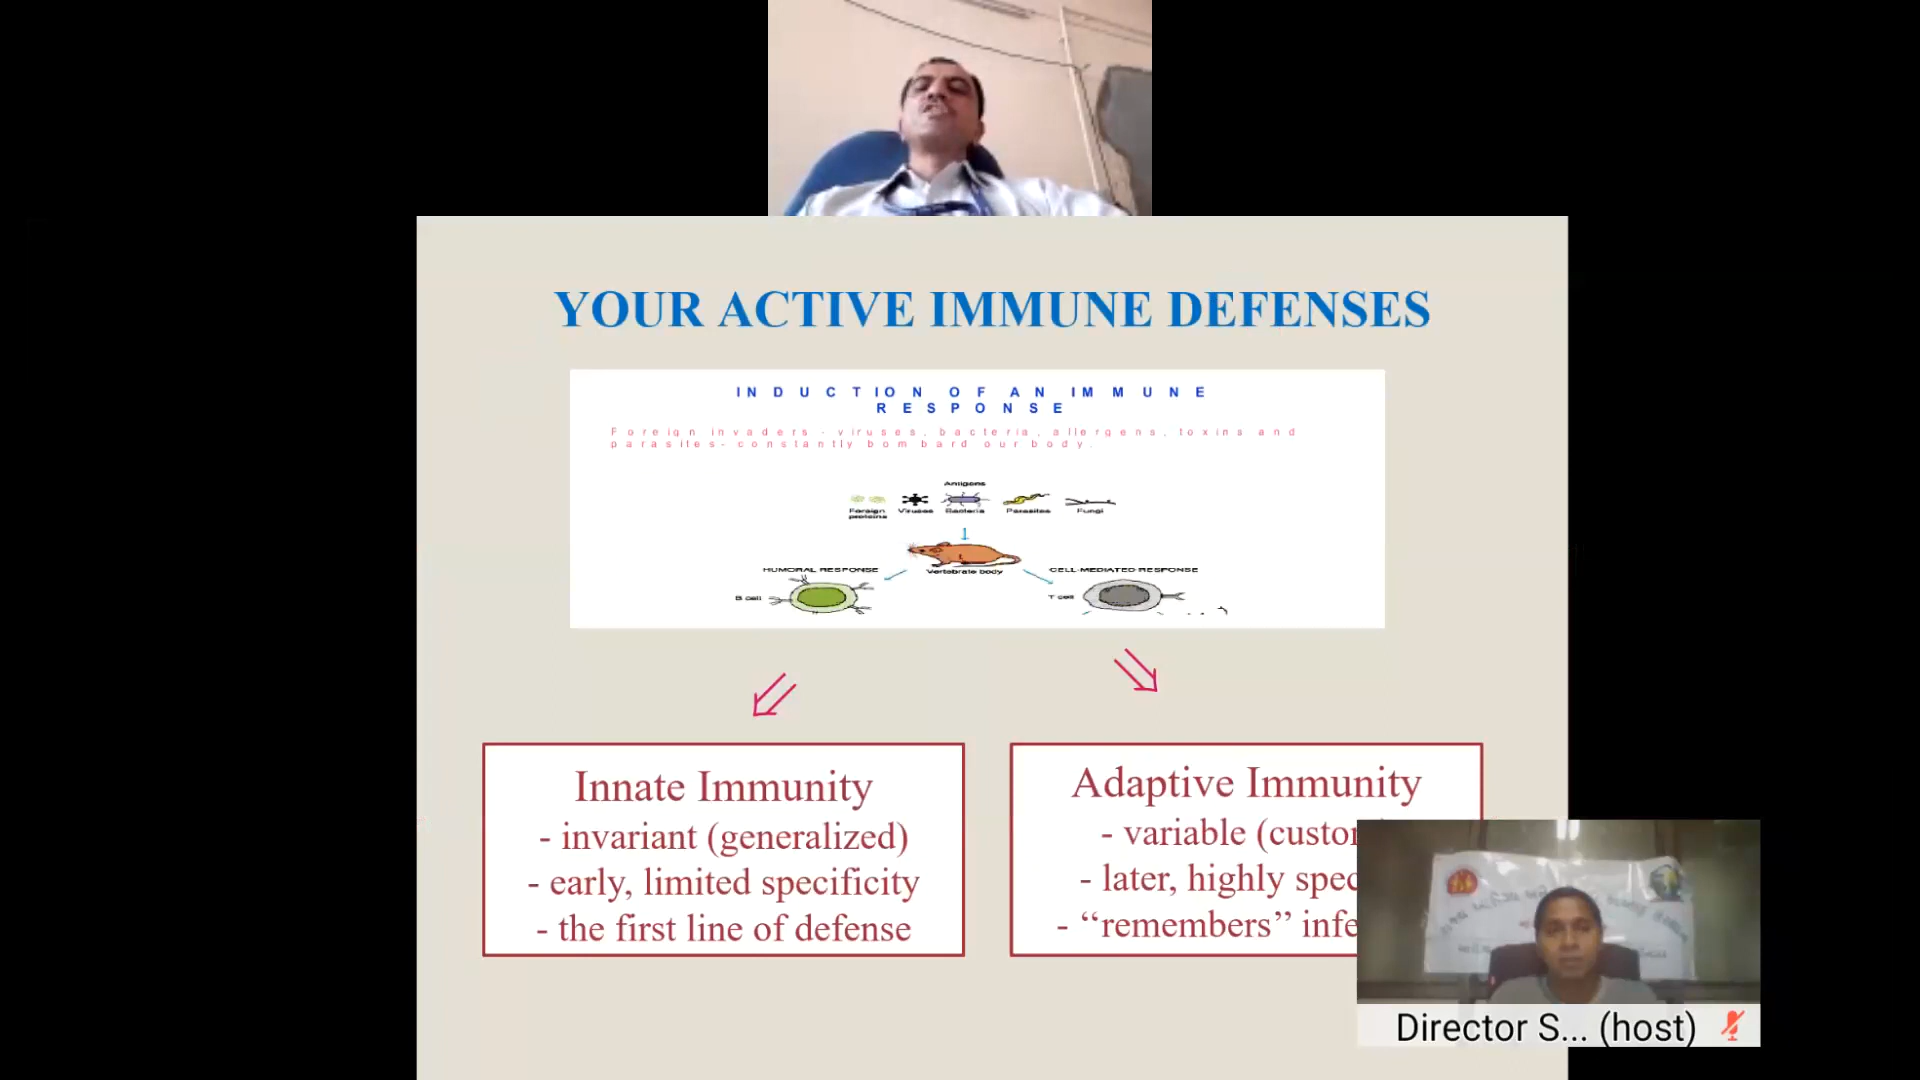 YOUR ACTIVE IMMUNE DEFENSES
INDUCTION OF AN IMMUNE
RESPONSE
Foreign invaders - viruses, bacteria, allergens, toxins and
parasites- constantly bombard our body.
Antigens
Foreign
proteins
Viruses
Bacteria
Parasites
Fungi
HUMORAL RESPONSE
Vertebrate body
CELL-MEDIATED RESPONSE
B cell
T cell
Innate Immunity
- invariant (generalized)
- early, limited specificity
- the first line of defense
Adaptive Immunity
- variable (custom
- later, highly spec
- “remembers” infe
Director S... (host)